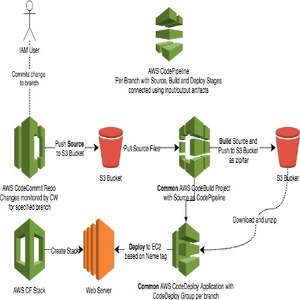 IAM User
Commits change
to branch
AWS CodePipeline
Per Branch with Source, Build and Deploy Stages
connected using input/output artifacts
Push Source
to S3 Bucket
Pull Source Files
Build Source and
Push to S3 Bucket
as zip/tar
AWS CodeCommit Repo
Changes monitored by CW
for specified branch
S3 Bucket
Common AWS CodeBuild Project
with Source as CodePipeline
S3 Bucket
Download and unzip
Create Stack
Deploy to EC2
based on Name tag
AWS CF Stack
Web Server
Common AWS CodeDeploy Application with
CodeDeploy Group per branch